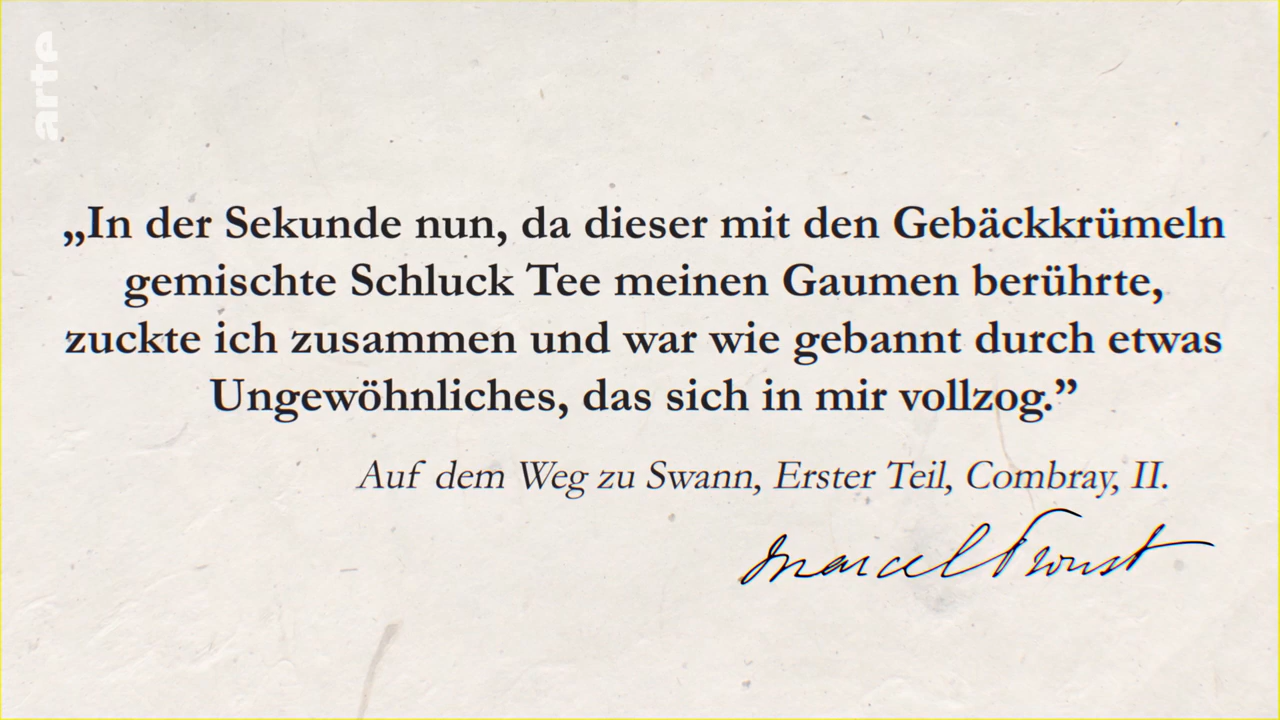 arte
„In der Sekunde nun, da dieser mit den Gebäckkrümeln
gemischte Schluck Tee meinen Gaumen berührte,
zuckte ich zusammen und war wie gebannt durch etwas
Ungewöhnliches, das sich in mir vollzog.”
Auf dem Weg zu Swann, Erster Teil, Combray, II.
Marcel Proust